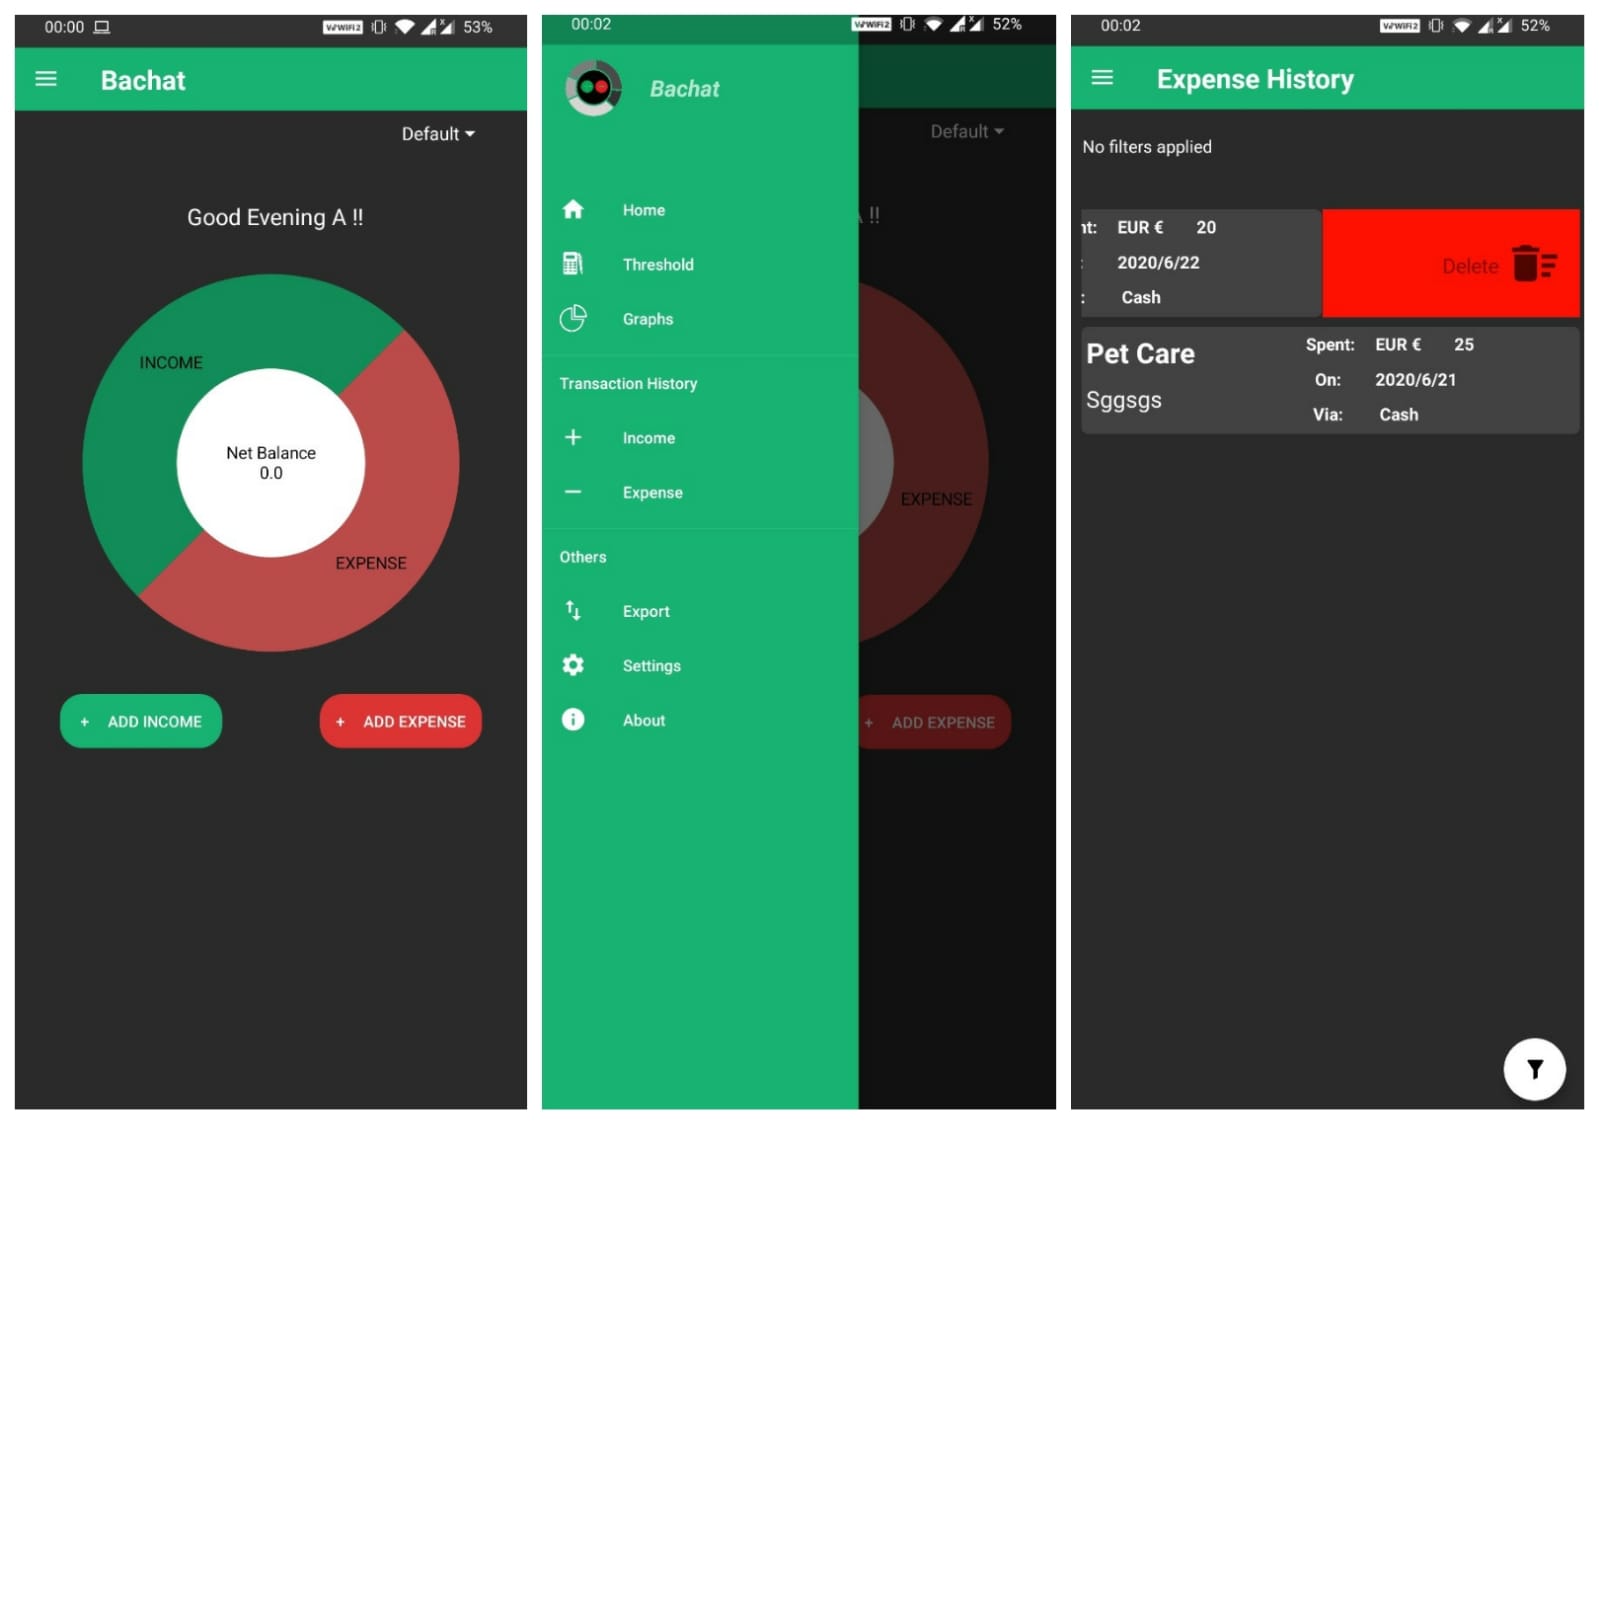 00:00 VoWiFi2 53%
Bachat
Default
Good Evening A !!
INCOME
Net Balance
0.0
EXPENSE
+ ADD INCOME + ADD EXPENSE
00:02 VoWiFi2 52%
Bachat
Default
Home
!!
Threshold
Graphs
Transaction History
Income
Expense
EXPENSE
Others
Export
Settings
About
+ ADD EXPENSE
00:02 VoWiFi2 52%
Expense History
No filters applied
nt: EUR € 20
: 2020/6/22
: Cash
Delete
Pet Care
Sggsgs
Spent: EUR € 25
On: 2020/6/21
Via: Cash